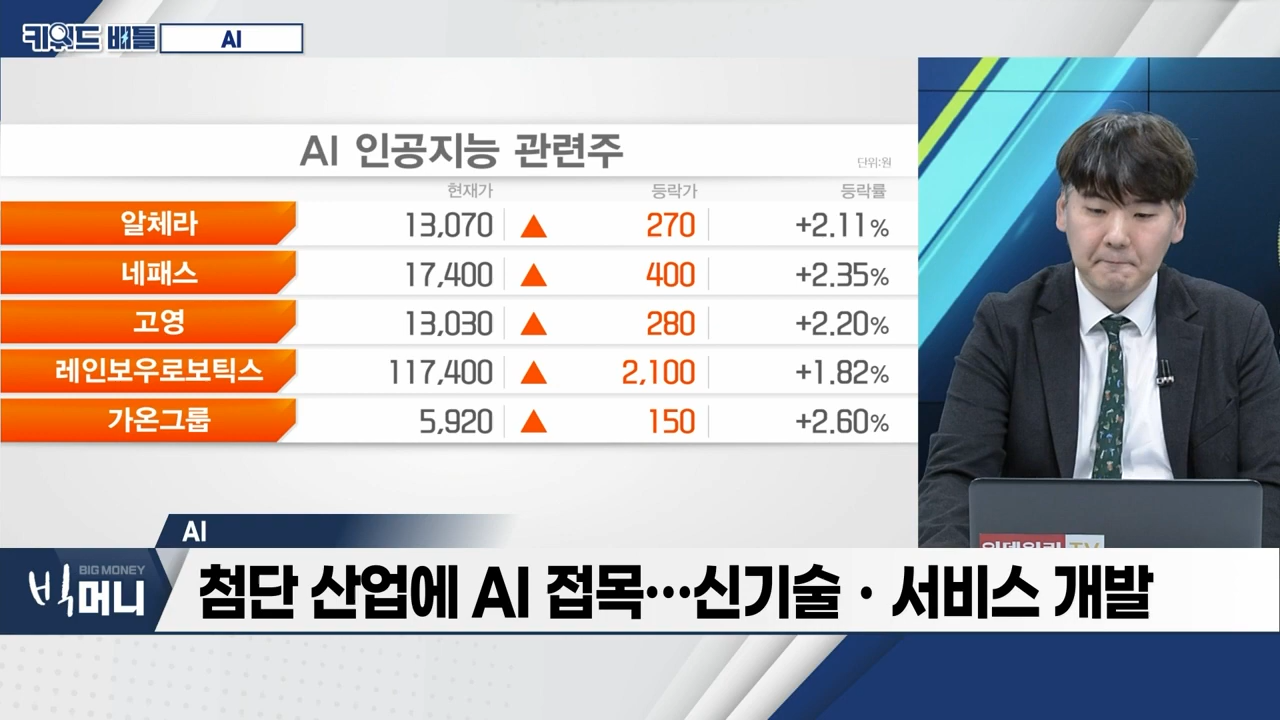 키워드 배틀 AI
AI 인공지능 관련주
단위:원
현재가 등락가 등락률
알체라 13,070 ▲ 270 +2.11%
네패스 17,400 ▲ 400 +2.35%
고영 13,030 ▲ 280 +2.20%
레인보우로보틱스 117,400 ▲ 2,100 +1.82%
가온그룹 5,920 ▲ 150 +2.60%
AI
BIG MONEY
빅머니
첨단 산업에 AI 접목…신기술·서비스 개발
TV